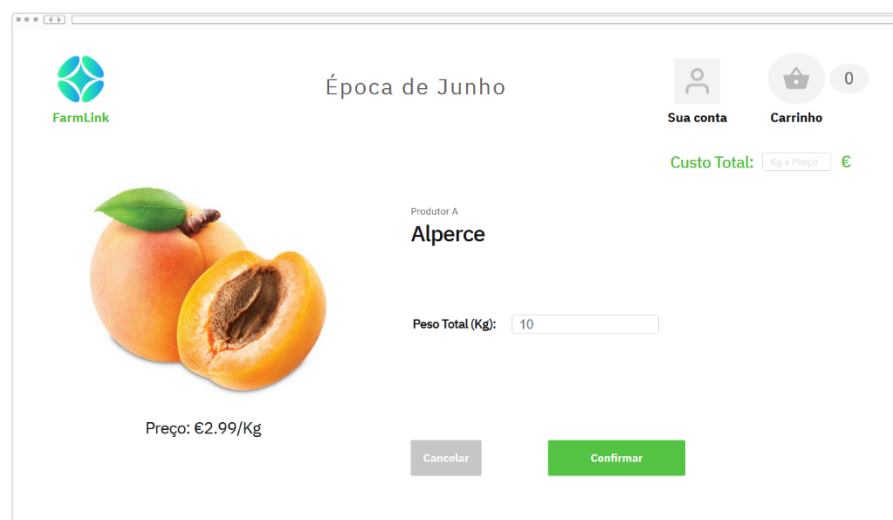 Época de Junho
FarmLink
Sua conta
Carrinho
0
Custo Total: Kg x Preço €
Produtor A
Alperce
Peso Total (Kg): 10
Preço: €2.99/Kg
Cancelar
Confirmar